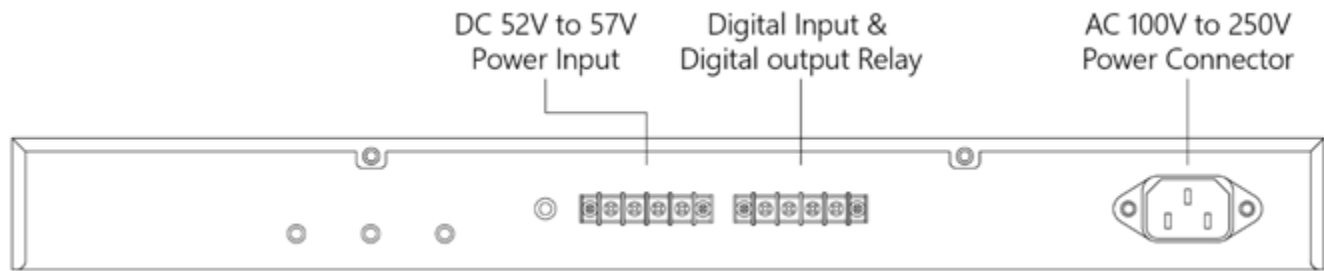 DC 52V to 57V
Power Input
Digital Input &
Digital output Relay
AC 100V to 250V
Power Connector